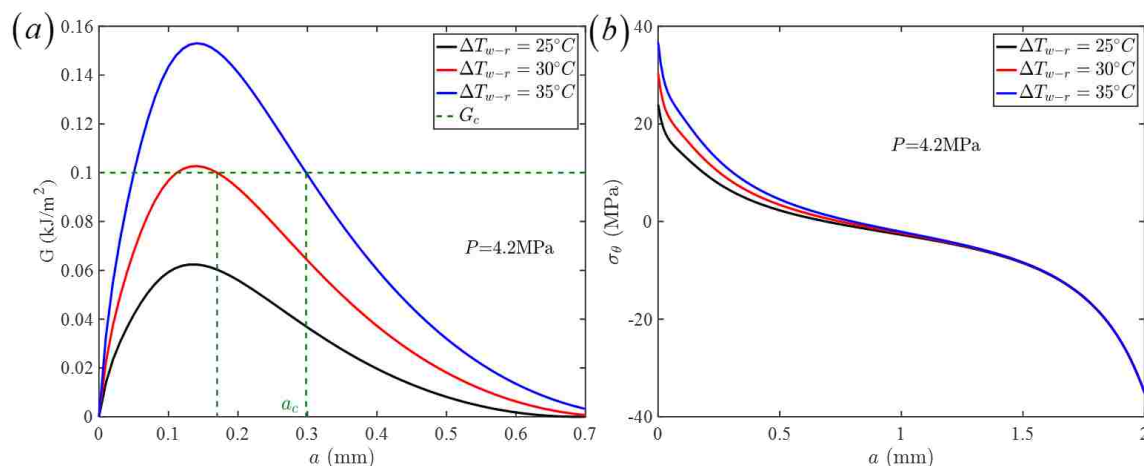 (a)
0.16
0.14
0.12
0.1
0.08
0.06
0.04
0.02
0
G (kJ/m²)
ΔT_{w-r} = 25°C
ΔT_{w-r} = 30°C
ΔT_{w-r} = 35°C
G_c
P=4.2MPa
a_c
0 0.1 0.2 0.3 0.4 0.5 0.6 0.7
a (mm)
(b)
40
20
0
-20
-40
σ_θ (MPa)
ΔT_{w-r} = 25°C
ΔT_{w-r} = 30°C
ΔT_{w-r} = 35°C
P=4.2MPa
0 0.5 1 1.5 2
a (mm)